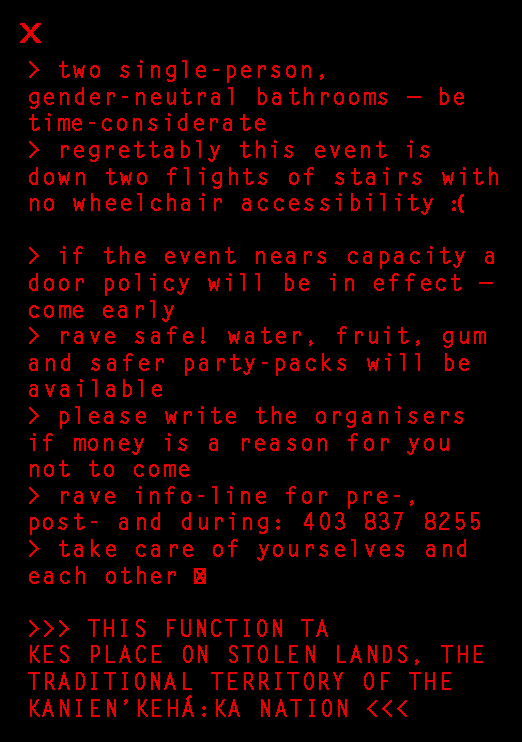 x
> two single-person,
gender-neutral bathrooms — be
time-considerate
> regrettably this event is
down two flights of stairs with
no wheelchair accessibility :(
> if the event nears capacity a
door policy will be in effect —
come early
> rave safe! water, fruit, gum
and safer party-packs will be
available
> please write the organisers
if money is a reason for you
not to come
> rave info-line for pre-,
post- and during: 403 837 8255
> take care of yourselves and
each other
>>> THIS FUNCTION TA
KES PLACE ON STOLEN LANDS, THE
TRADITIONAL TERRITORY OF THE
KANIEN'KEHÁ:KA NATION <<<